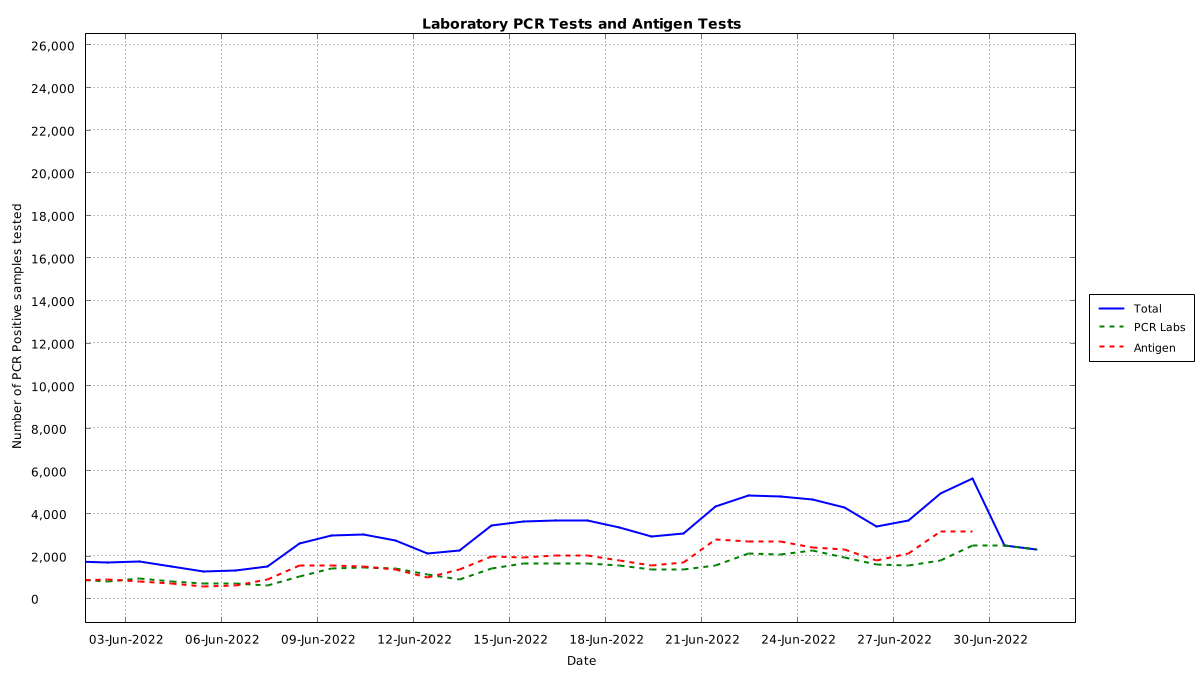 Laboratory PCR Tests and Antigen Tests
26,000
24,000
22,000
20,000
18,000
16,000
14,000
12,000
10,000
8,000
6,000
4,000
2,000
0
Number of PCR Positive samples tested
03-Jun-2022 06-Jun-2022 09-Jun-2022 12-Jun-2022 15-Jun-2022 18-Jun-2022 21-Jun-2022 24-Jun-2022 27-Jun-2022 30-Jun-2022
Date
Total
PCR Labs
Antigen